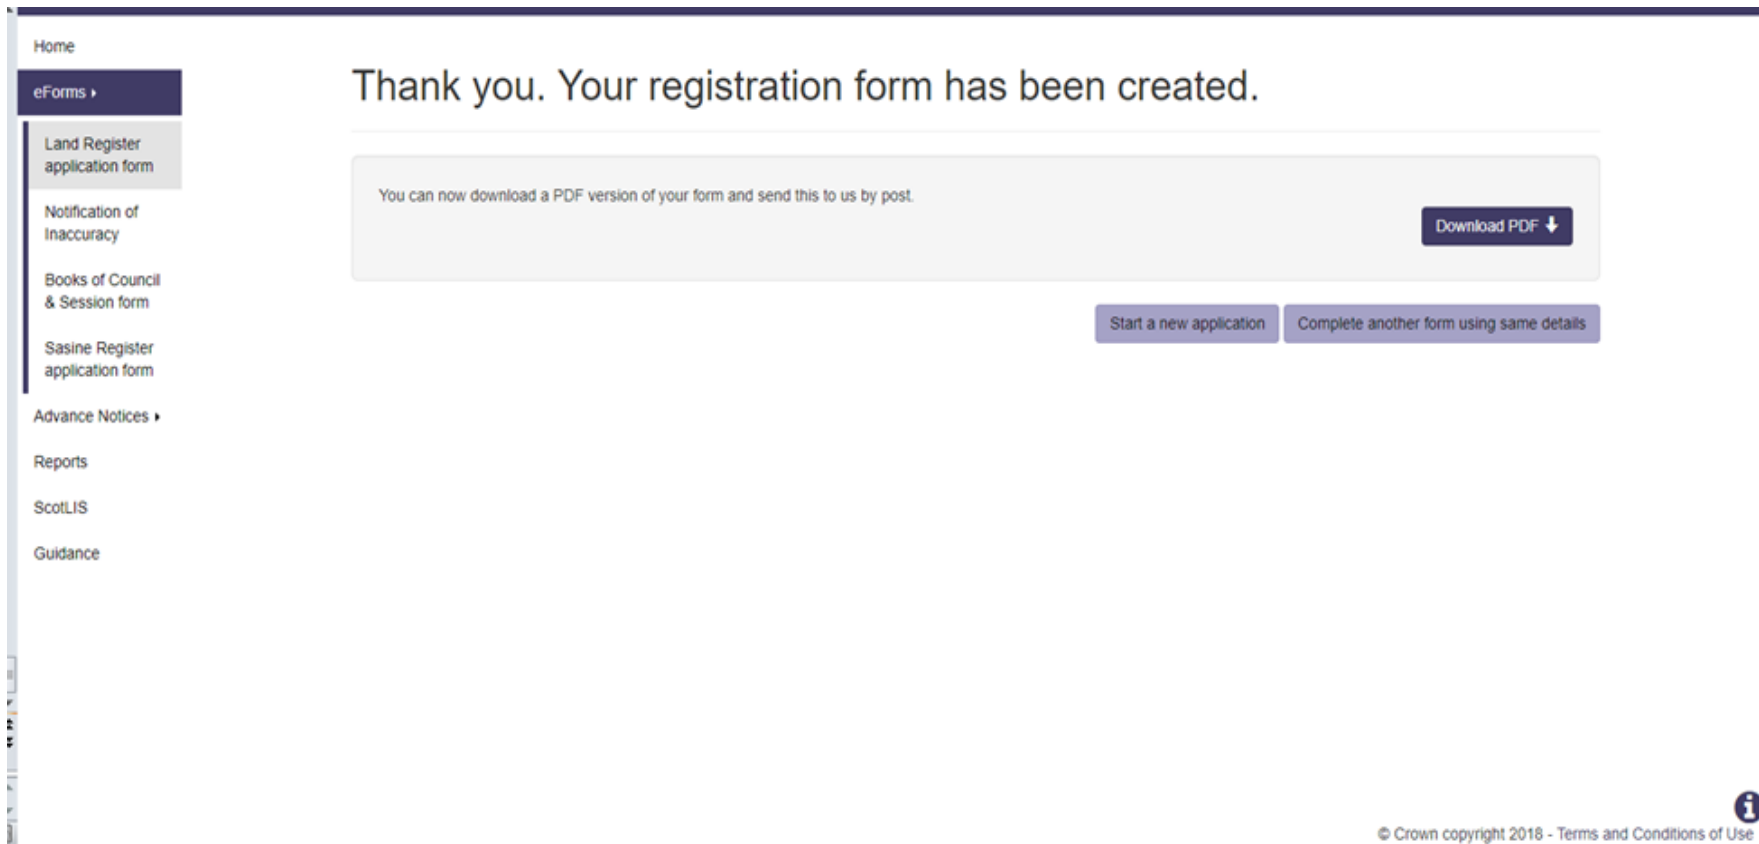 Home
eForms
Land Register
application form
Notification of
Inaccuracy
Books of Council
& Session form
Sasine Register
application form
Advance Notices
Reports
ScotLIS
Guidance
Thank you. Your registration form has been created.
You can now download a PDF version of your form and send this to us by post.
Download PDF
Start a new application
Complete another form using same details
© Crown copyright 2018 - Terms and Conditions of Use